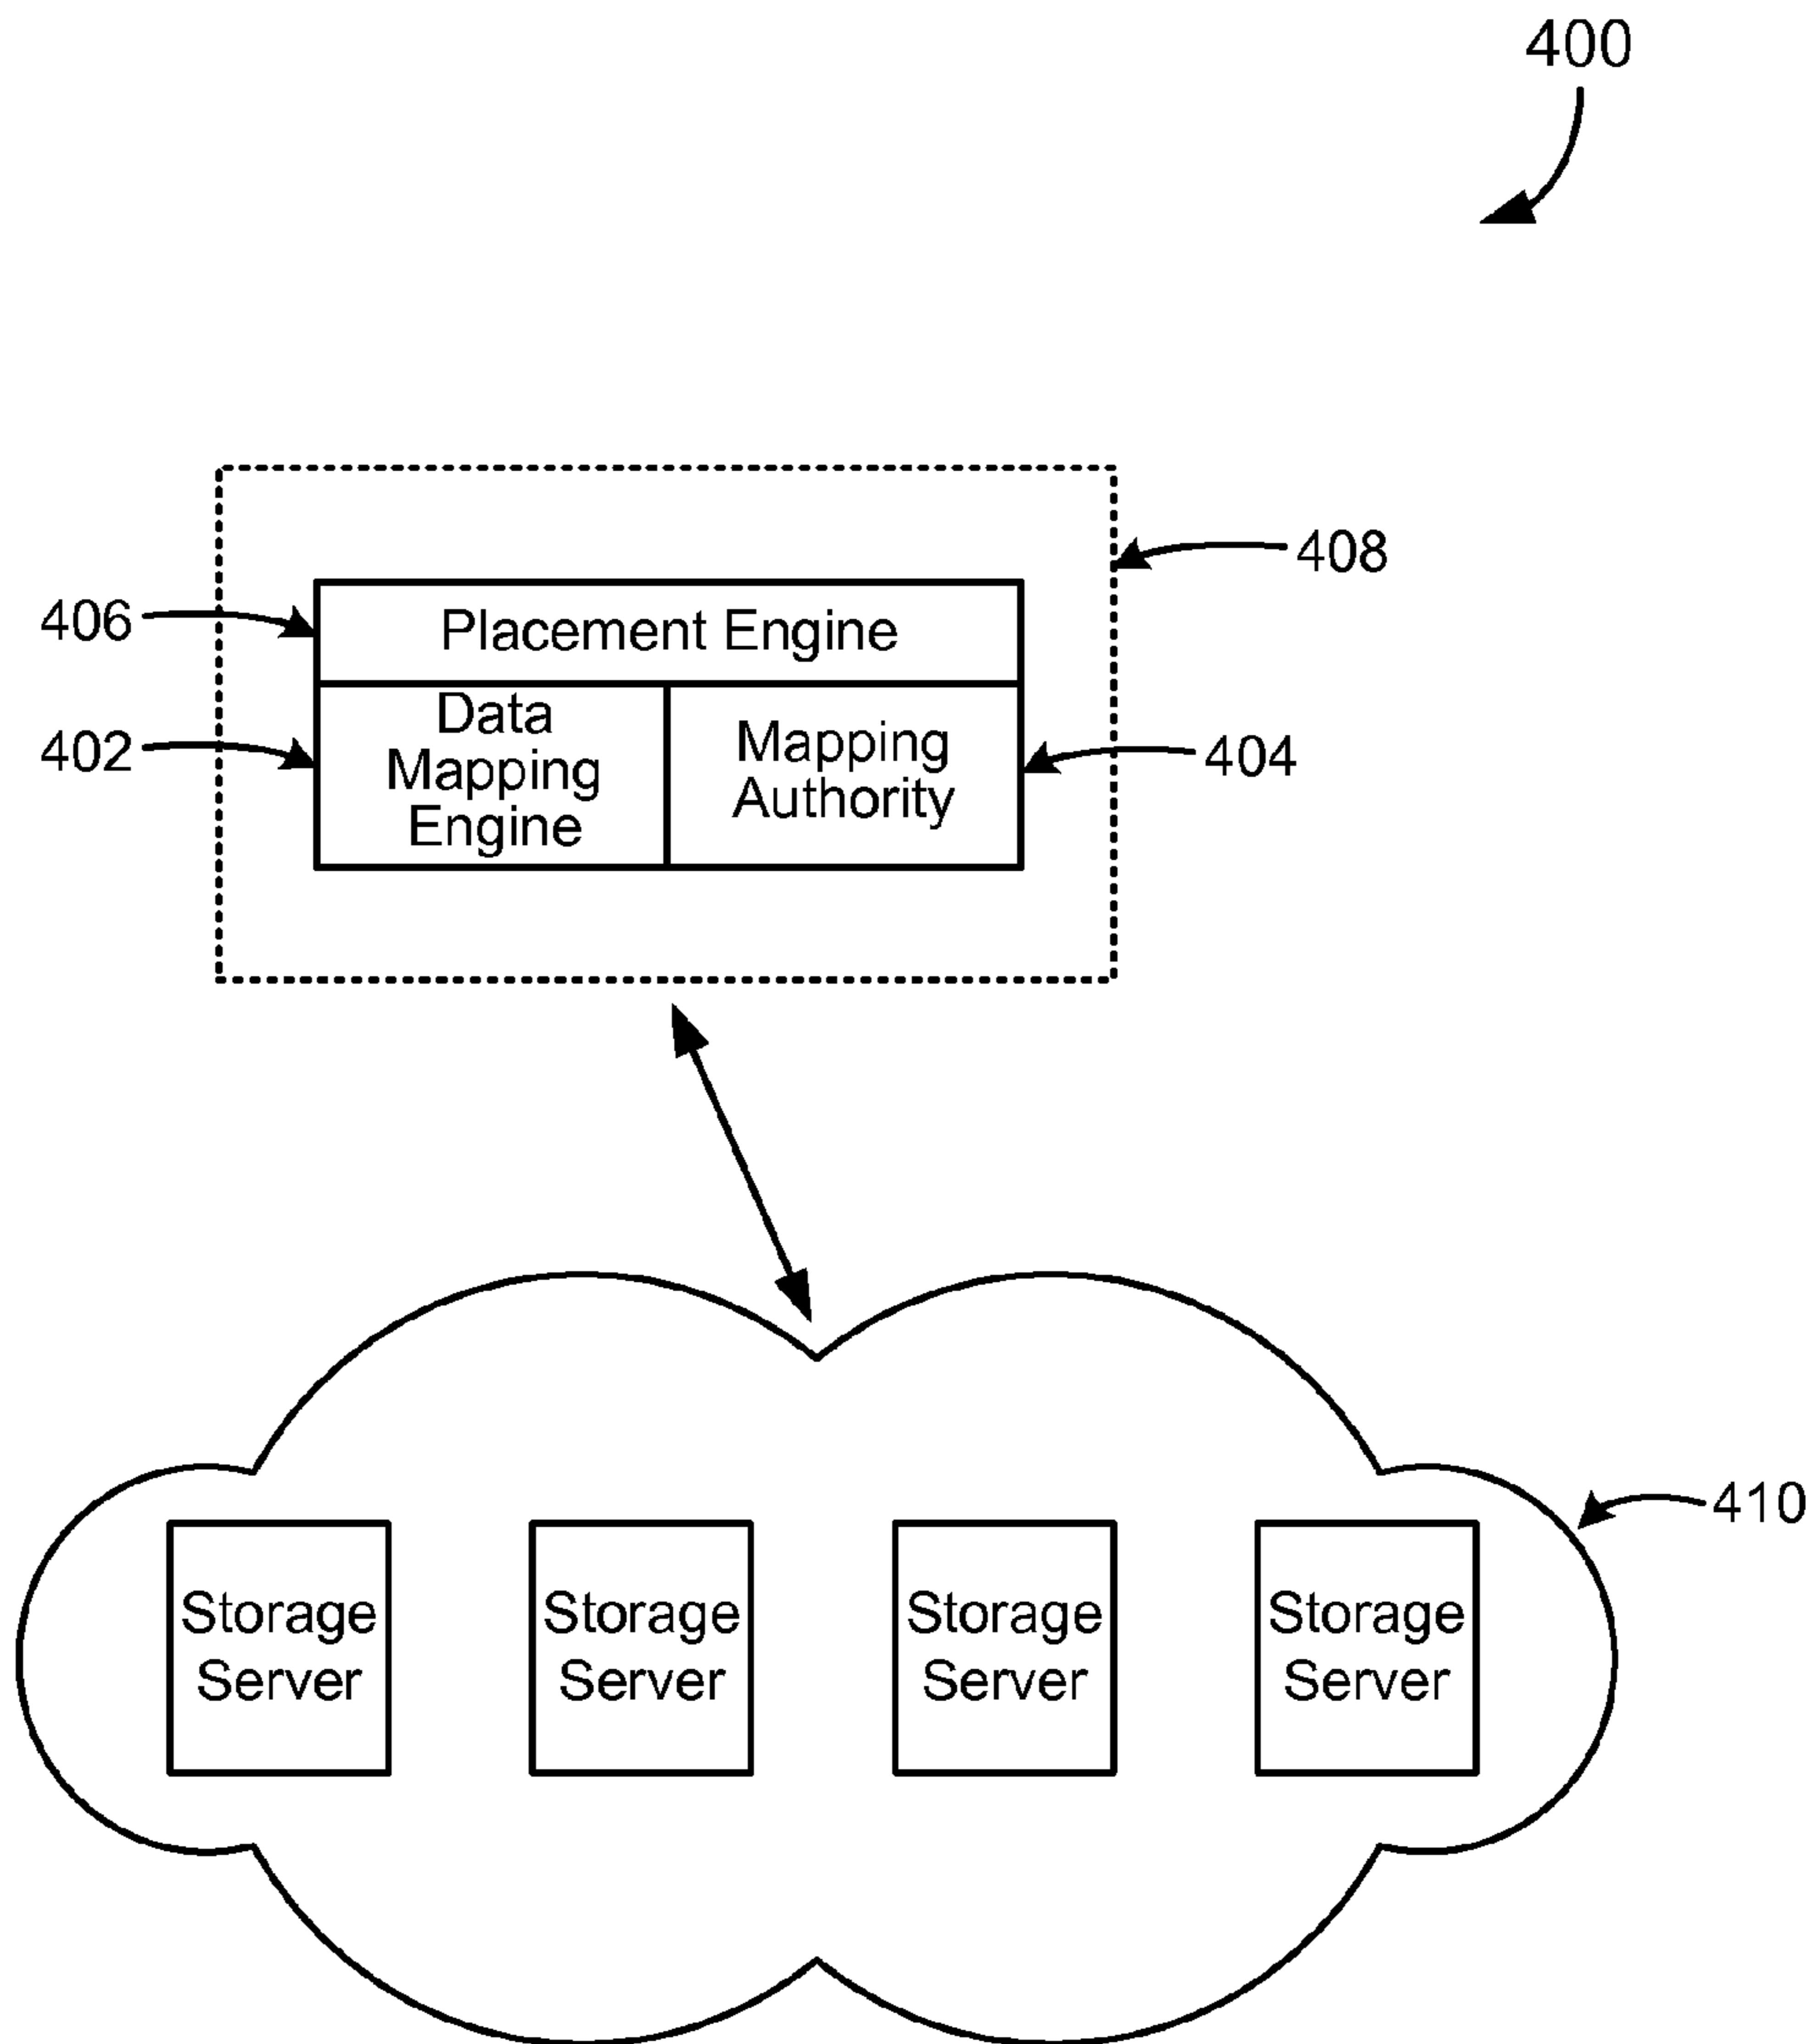 400
408
406
Placement Engine
402
Data
Mapping
Engine
Mapping
Authority
404
410
Storage
Server
Storage
Server
Storage
Server
Storage
Server